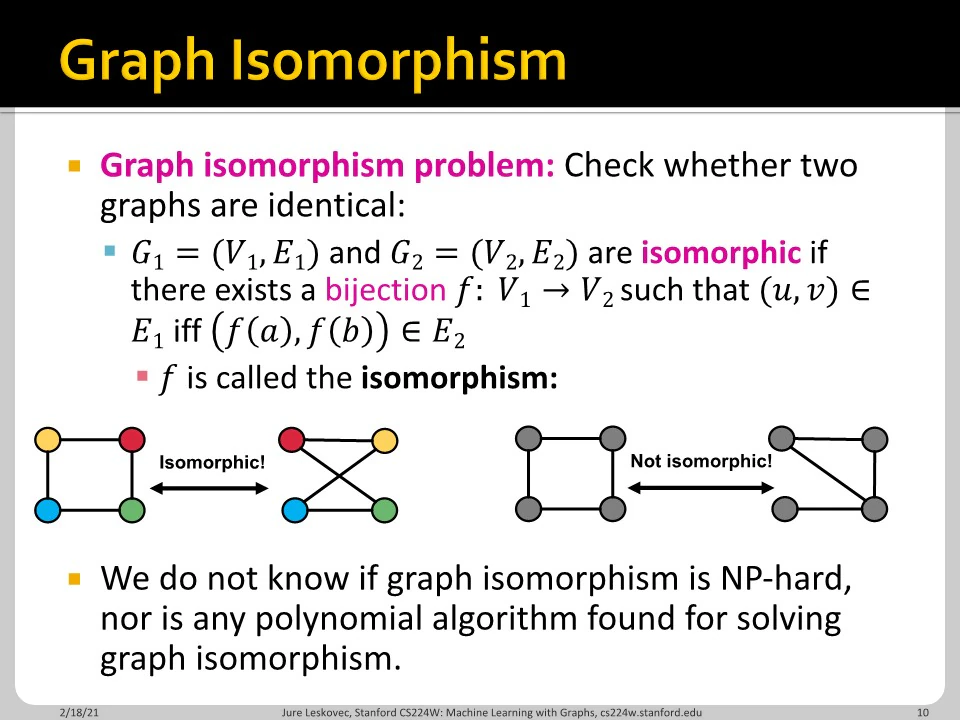 Graph Isomorphism
▪ Graph isomorphism problem: Check whether two
graphs are identical:
▪ 𝐺₁ = (𝑉₁, 𝐸₁) and 𝐺₂ = (𝑉₂, 𝐸₂) are isomorphic if
there exists a bijection 𝑓: 𝑉₁ → 𝑉₂ such that (𝑢, 𝑣) ∈
𝐸₁ iff (𝑓(𝑎), 𝑓(𝑏)) ∈ 𝐸₂
▪ 𝑓 is called the isomorphism:
Isomorphic!
Not isomorphic!
▪ We do not know if graph isomorphism is NP-hard,
nor is any polynomial algorithm found for solving
graph isomorphism.
2/18/21 Jure Leskovec, Stanford CS224W: Machine Learning with Graphs, cs224w.stanford.edu 10